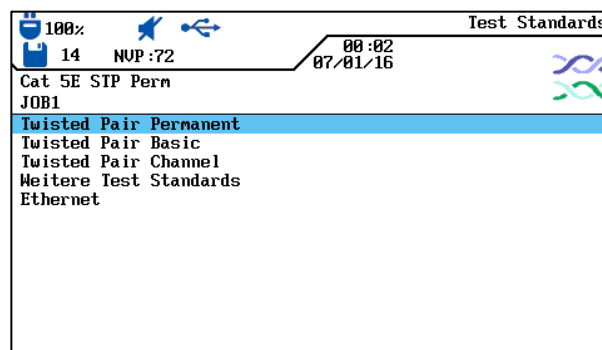 100% Test Standards
14 NVP:72 00:02
07/01/16
Cat 5E STP Perm
JOB1
Twisted Pair Permanent
Twisted Pair Basic
Twisted Pair Channel
Weitere Test Standards
Ethernet